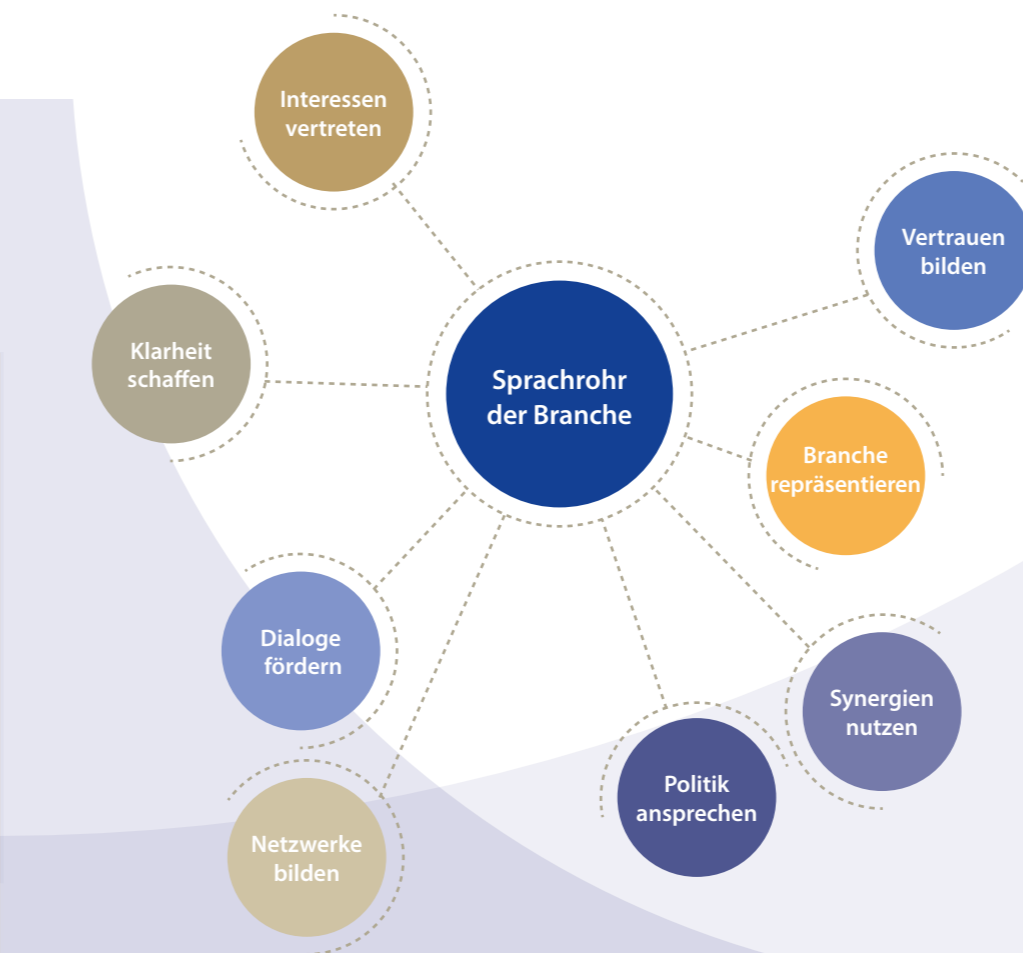 Interessen
vertreten
Vertrauen
bilden
Klarheit
schaffen
Sprachrohr
der Branche
Branche
repräsentieren
Dialoge
fördern
Synergien
nutzen
Politik
ansprechen
Netzwerke
bilden